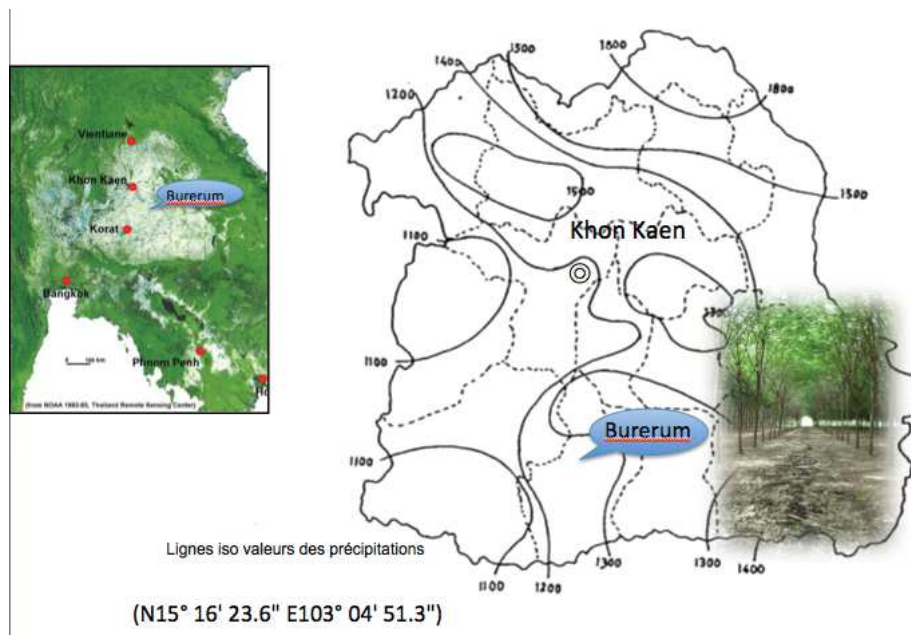 Vientiane
Khon Kaen
Burerum
Korat
Bangkok
Phnom Penh
(from NOAA 1993-95, Thailand Remote Sensing Center)
1800
1500
1400
1200
1800
1500
1500
Khon Kaen
1100
1100
Burerum
1100
Lignes iso valeurs des précipitations
1100
1200
1300
1300
1400
(N15° 16' 23.6" E103° 04' 51.3")